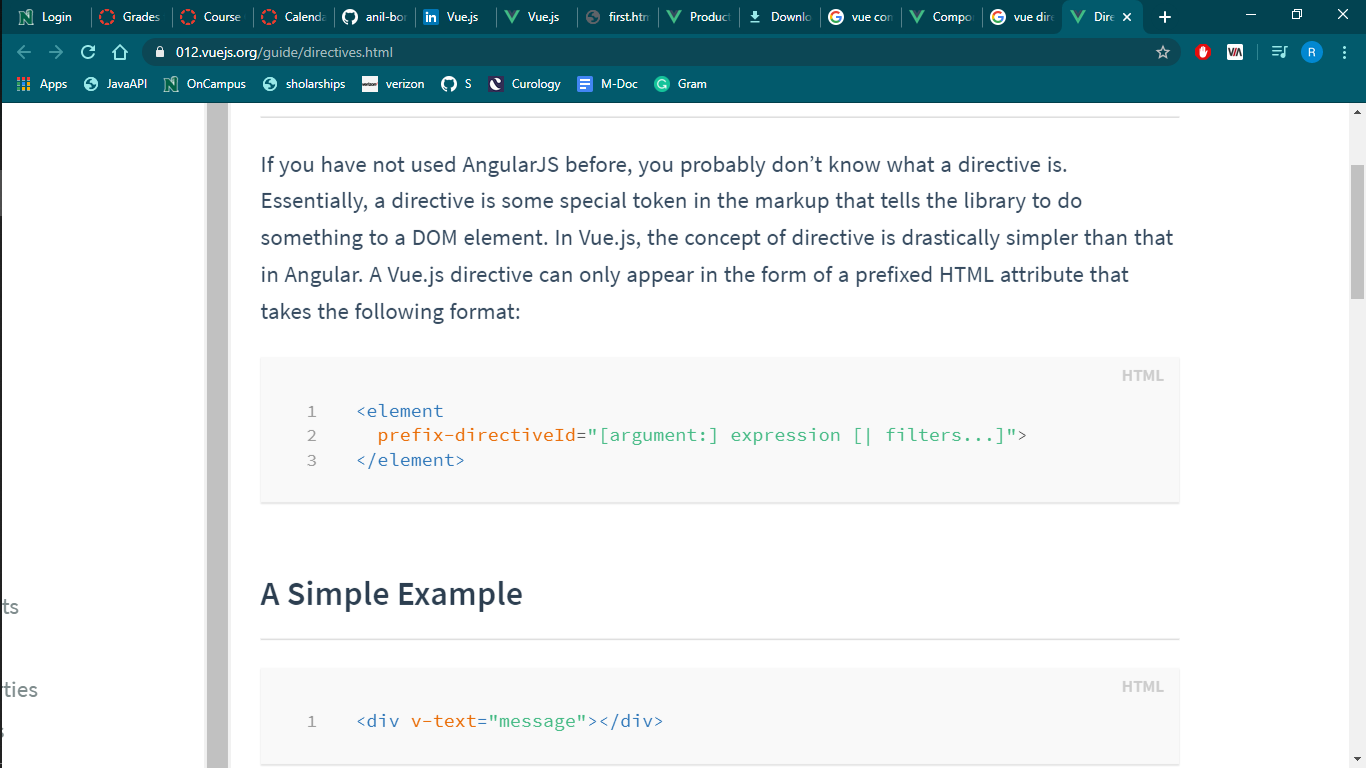 Login
Grades
Course
Calenda
anil-bor
Vue.js
Vue.js
first.htm
Product
Downlo
vue con
Compo
vue dire
Dire
012.vuejs.org/guide/directives.html
VIA
R
Apps
JavaAPI
OnCampus
sholarships
verizon
S
Curology
M-Doc
Gram
If you have not used AngularJS before, you probably don’t know what a directive is.
Essentially, a directive is some special token in the markup that tells the library to do
something to a DOM element. In Vue.js, the concept of directive is drastically simpler than that
in Angular. A Vue.js directive can only appear in the form of a prefixed HTML attribute that
takes the following format:
HTML
1 <element
2 prefix-directiveId="[argument:] expression [| filters...]">
3 </element>
ts
A Simple Example
rties
HTML
1 <div v-text="message"></div>